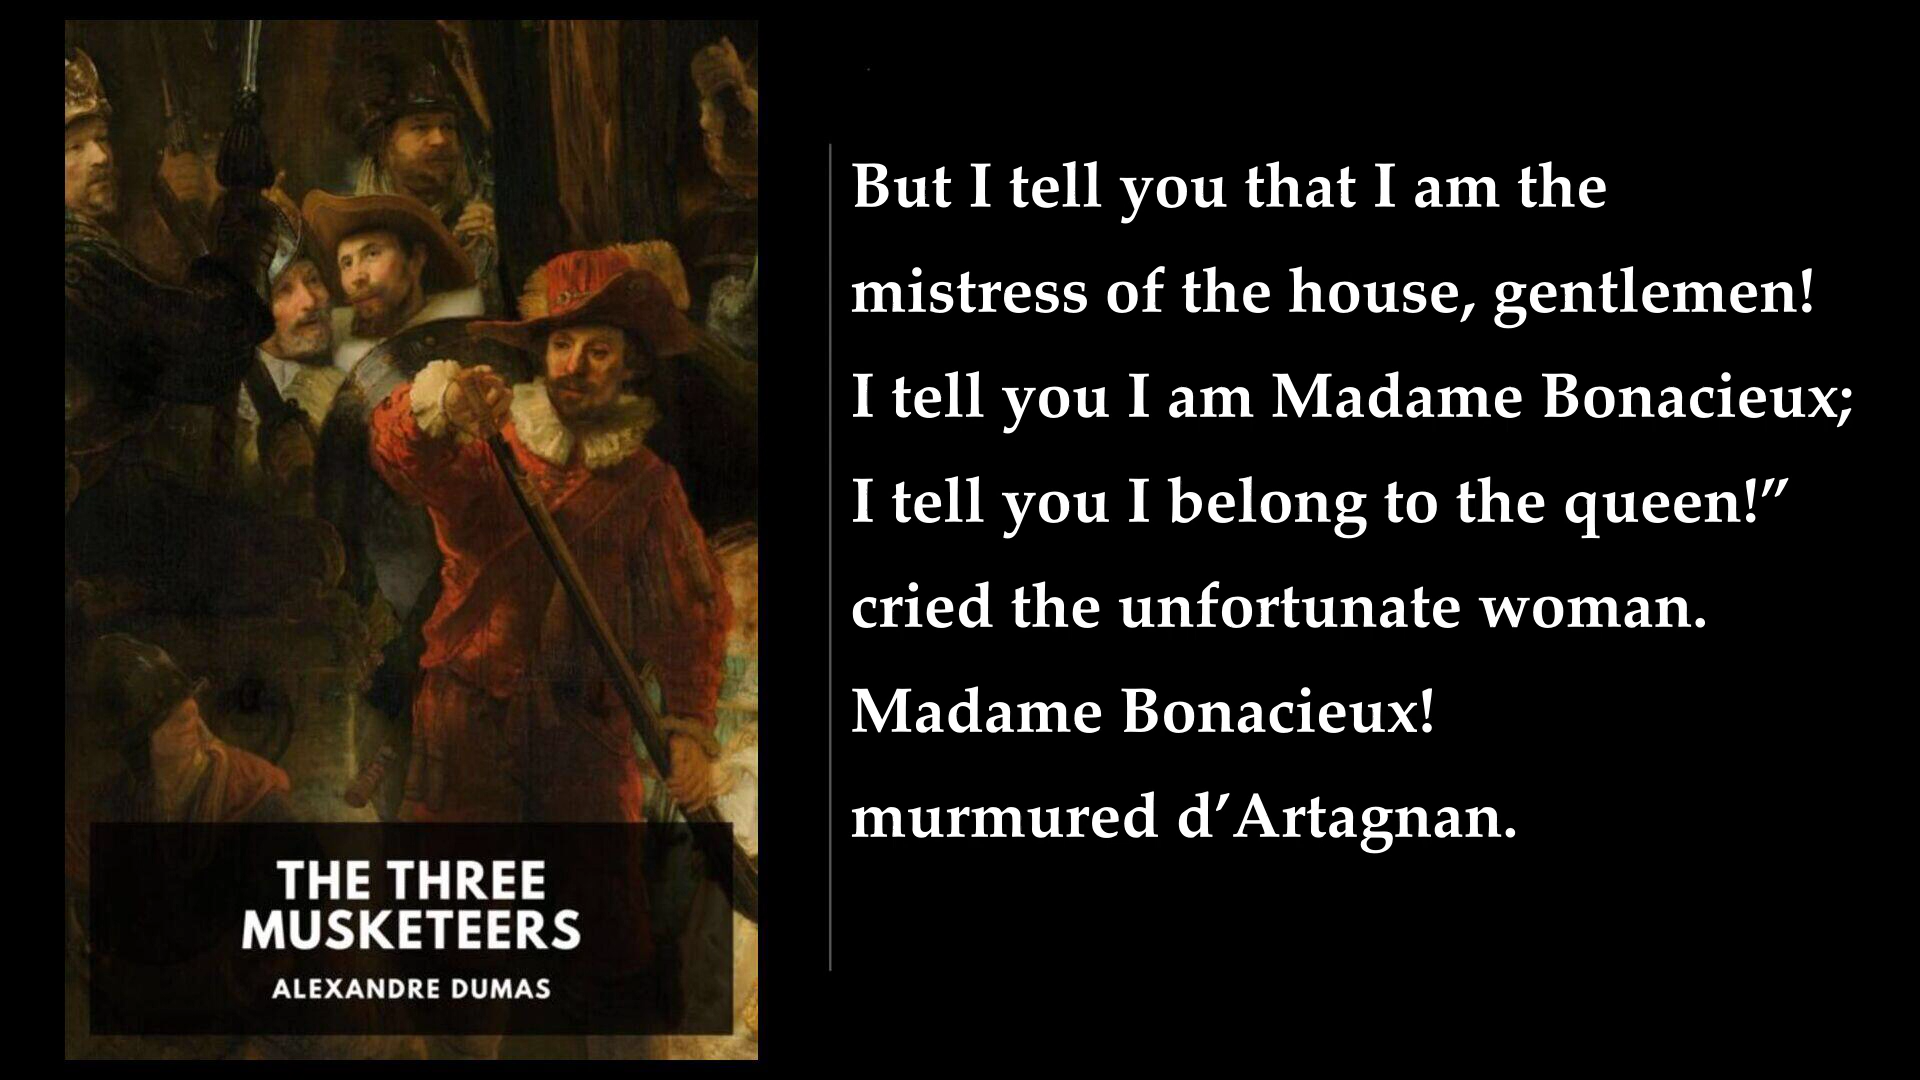 THE THREE
MUSKETEERS
ALEXANDRE DUMAS
But I tell you that I am the
mistress of the house, gentlemen!
I tell you I am Madame Bonacieux;
I tell you I belong to the queen!”
cried the unfortunate woman.
Madame Bonacieux!
murmured d’Artagnan.